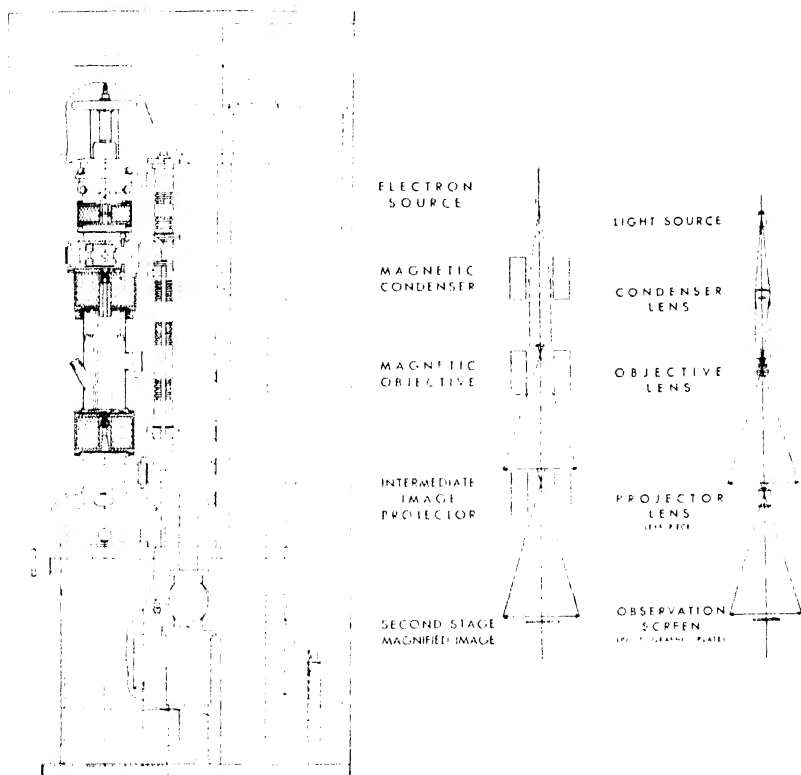 ELECTRON
SOURCE
MAGNETIC
CONDENSER
MAGNETIC
OBJECTIVE
INTERMEDIATE
IMAGE
PROJECTOR
SECOND STAGE
MAGNIFIED IMAGE
LIGHT SOURCE
CONDENSER
LENS
OBJECTIVE
LENS
PROJECTOR
LENS
OBSERVATION
SCREEN